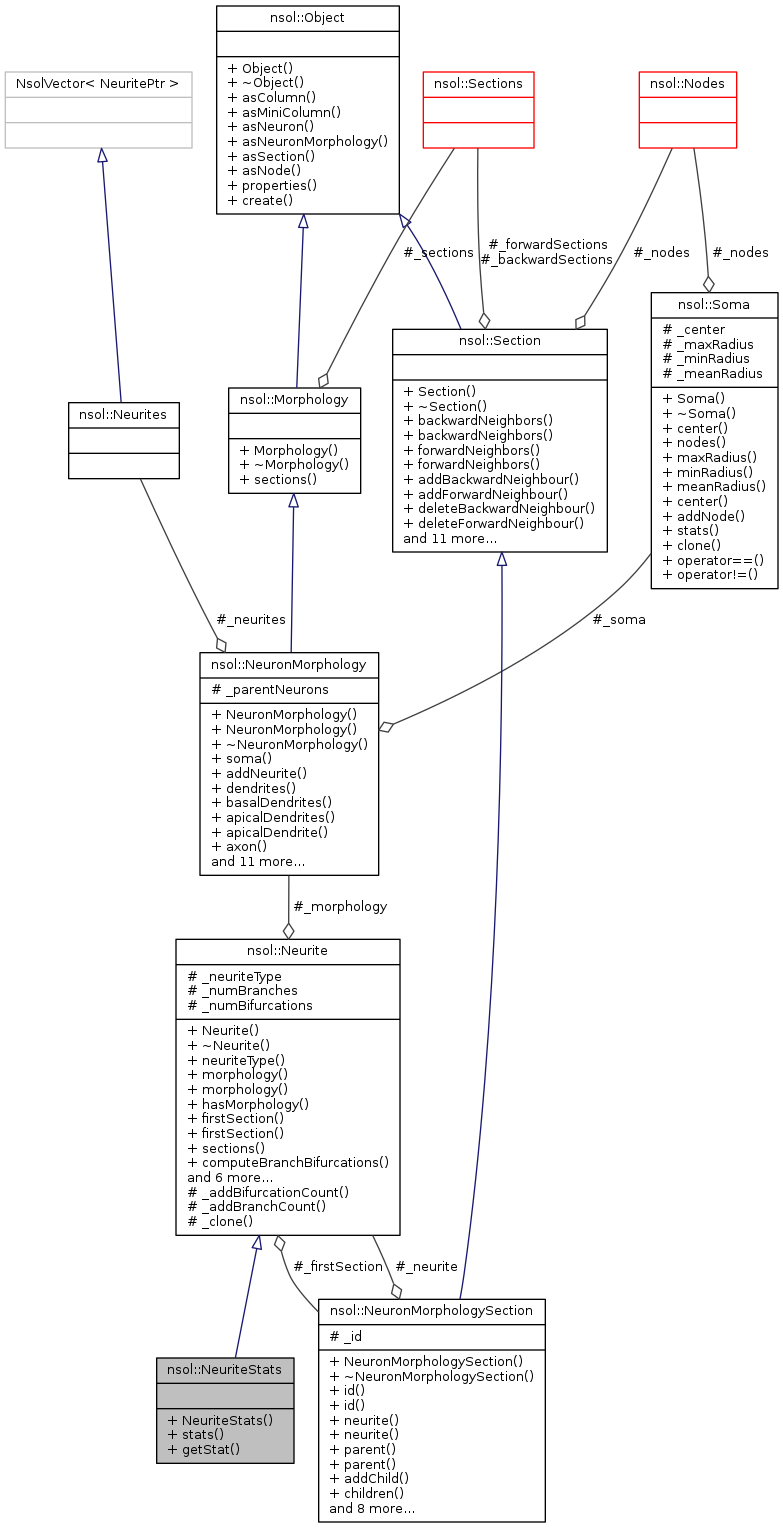 nsol::Object
+ Object()
+ ~Object()
+ asColumn()
+ asMiniColumn()
+ asNeuron()
+ asNeuronMorphology()
+ asSection()
+ asNode()
+ properties()
+ create()
NsolVector< NeuritePtr >
nsol::Sections
nsol::Nodes
#_sections
#_forwardSections
#_backwardSections
#_nodes
#_nodes
nsol::Soma
# _center
# _maxRadius
# _minRadius
# _meanRadius
+ Soma()
+ ~Soma()
+ center()
+ nodes()
+ maxRadius()
+ minRadius()
+ meanRadius()
+ center()
+ addNode()
+ stats()
+ clone()
+ operator==()
+ operator!=()
nsol::Section
+ Section()
+ ~Section()
+ backwardNeighbors()
+ backwardNeighbors()
+ forwardNeighbors()
+ forwardNeighbors()
+ addBackwardNeighbour()
+ addForwardNeighbour()
+ deleteBackwardNeighbour()
+ deleteForwardNeighbour()
and 11 more...
nsol::Morphology
+ Morphology()
+ ~Morphology()
+ sections()
nsol::Neurites
#_neurites
#_soma
nsol::NeuronMorphology
# _parentNeurons
+ NeuronMorphology()
+ NeuronMorphology()
+ ~NeuronMorphology()
+ soma()
+ addNeurite()
+ dendrites()
+ basalDendrites()
+ apicalDendrites()
+ apicalDendrite()
+ axon()
and 11 more...
#_morphology
nsol::Neurite
# _neuriteType
# _numBranches
# _numBifurcations
+ Neurite()
+ ~Neurite()
+ neuriteType()
+ morphology()
+ morphology()
+ hasMorphology()
+ firstSection()
+ firstSection()
+ sections()
+ computeBranchBifurcations()
and 6 more...
# _addBifurcationCount()
# _addBranchCount()
# _clone()
#_firstSection
#_neurite
nsol::NeuronMorphologySection
# _id
+ NeuronMorphologySection()
+ ~NeuronMorphologySection()
+ id()
+ id()
+ neurite()
+ neurite()
+ parent()
+ parent()
+ addChild()
+ children()
and 8 more...
nsol::NeuriteStats
+ NeuriteStats()
+ stats()
+ getStat()